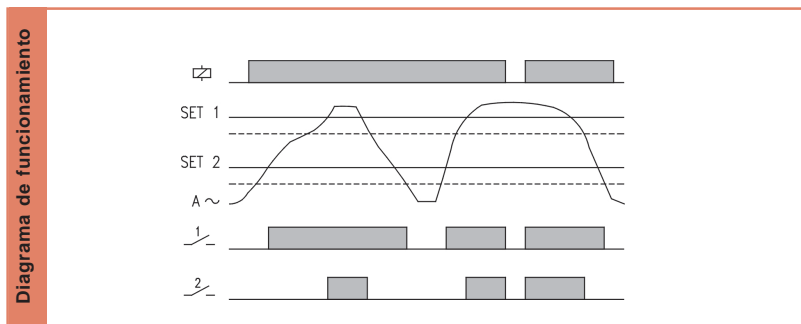 Diagrama de funcionamiento
SET 1
SET 2
A ~
1
2